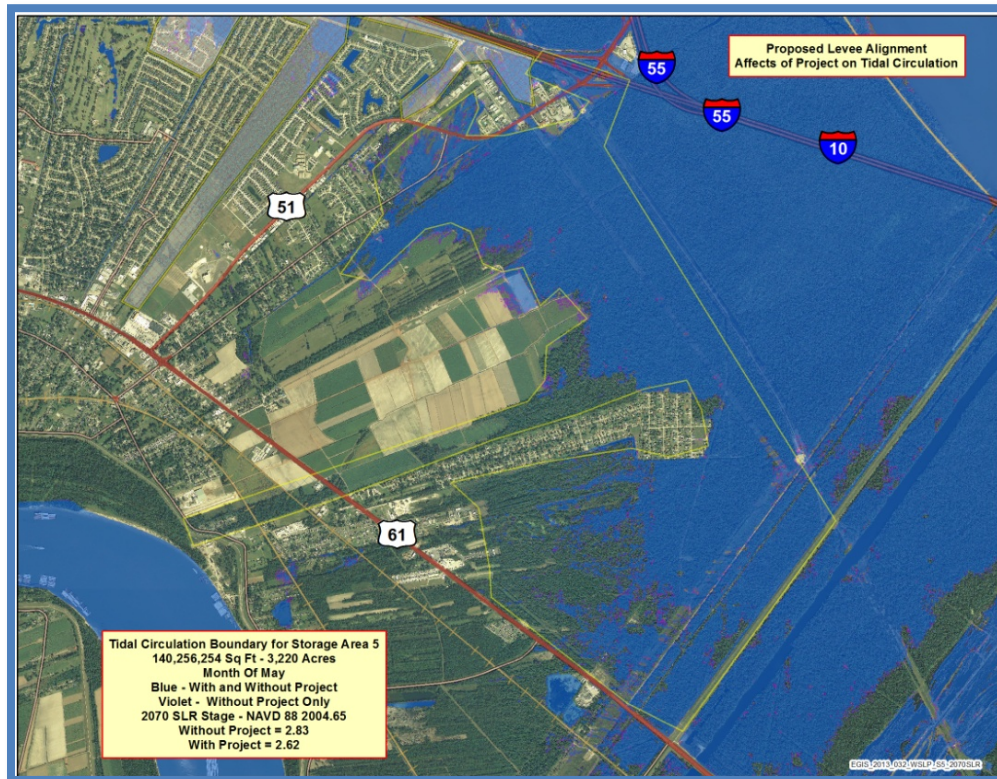 Proposed Levee Alignment
Affects of Project on Tidal Circulation
55
55
10
51
61
Tidal Circulation Boundary for Storage Area 5
140,256,254 Sq Ft - 3,220 Acres
Month Of May
Blue - With and Without Project
Violet - Without Project Only
2070 SLR Stage - NAVD 88 2004.65
Without Project = 2.83
With Project = 2.62
EGIS_2013_032_WSLP_S5_2070SLR